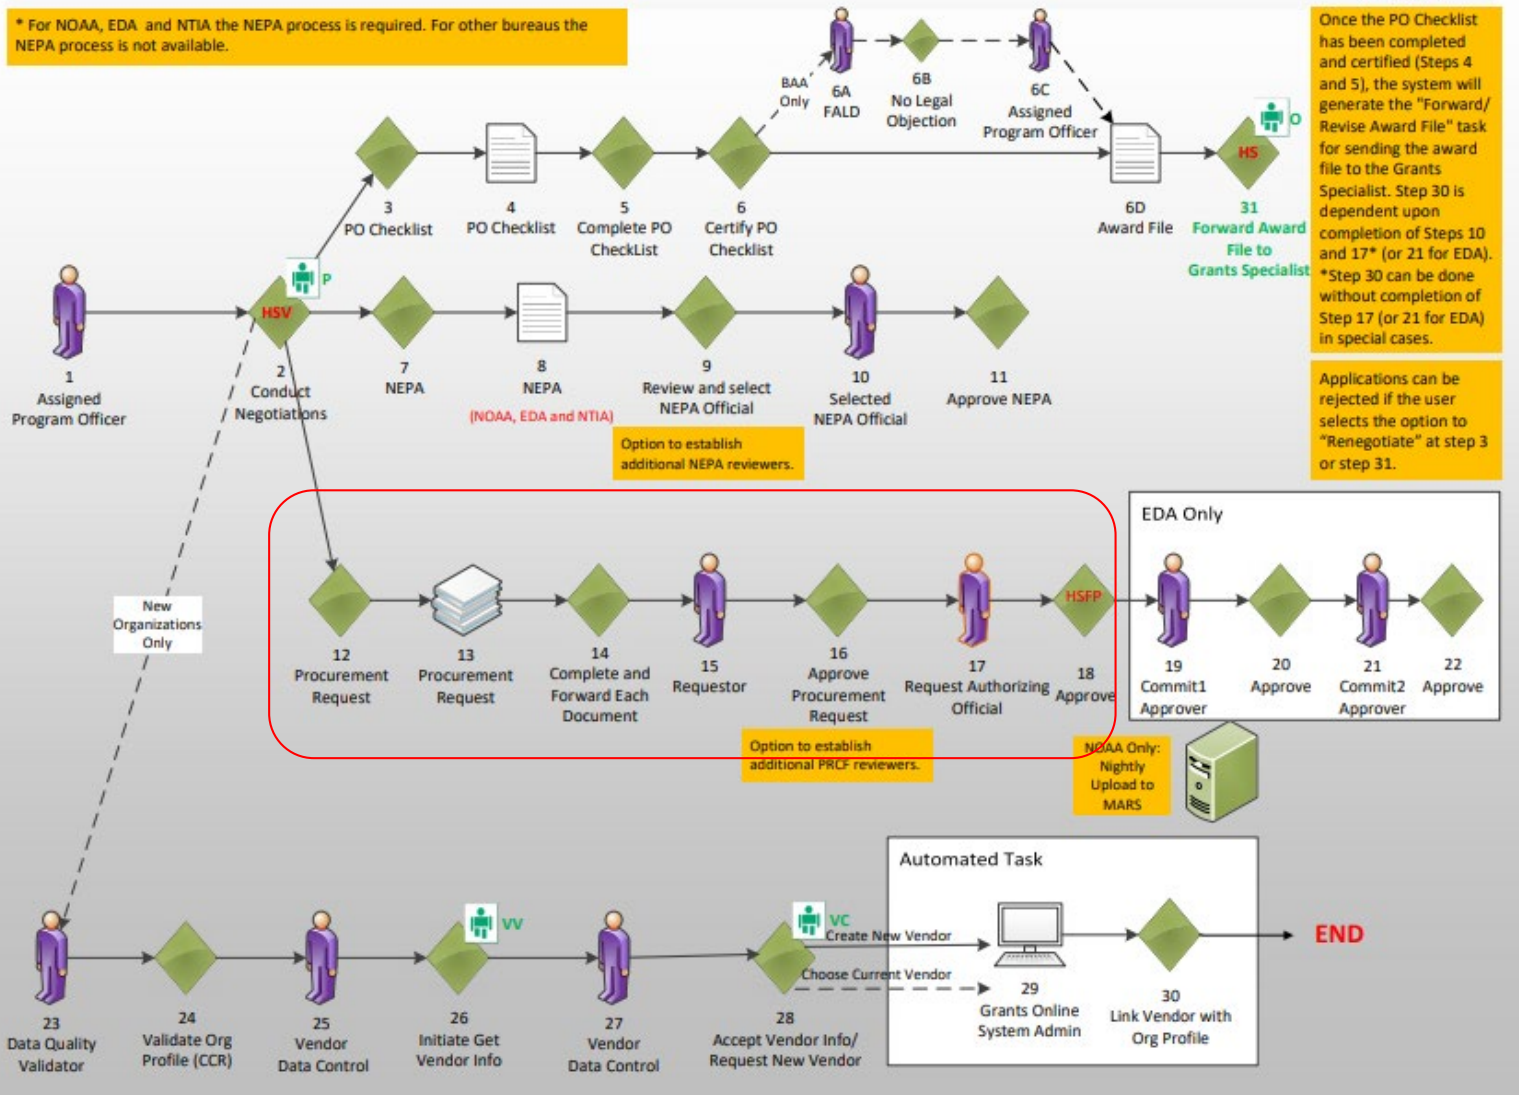 * For NOAA, EDA  and NTIA the NEPA process is required. For other bureaus the
NEPA process is not available.
BAA
Only
6A
FALD
6B
No Legal
Objection
6C
Assigned
Program Officer
Once the PO Checklist
has been completed
and certified (Steps 4
and 5), the system will
generate the "Forward/
Revise Award File" task
for sending the award
file to the Grants
Specialist. Step 30 is
dependent upon
completion of Steps 10
and 17* (or 21 for EDA).
*Step 30 can be done
without completion of
Step 17 (or 21 for EDA)
in special cases.
3
PO Checklist
4
PO Checklist
5
Complete PO
CheckList
6
Certify PO
Checklist
6D
Award File
HS
O
31
Forward Award
File to
Grants Specialist
1
Assigned
Program Officer
HSV
P
2
Conduct
Negotiations
7
NEPA
8
NEPA
(NOAA, EDA and NTIA)
9
Review and select
NEPA Official
Option to establish
additional NEPA reviewers.
10
Selected
NEPA Official
11
Approve NEPA
Applications can be
rejected if the user
selects the option to
“Renegotiate” at step 3
or step 31.
New
Organizations
Only
12
Procurement
Request
13
Procurement
Request
14
Complete and
Forward Each
Document
15
Requestor
16
Approve
Procurement
Request
Option to establish
additional PRCF reviewers.
17
Request Authorizing
Official
HSFP
18
Approve
EDA Only
19
Commit1
Approver
20
Approve
21
Commit2
Approver
22
Approve
NOAA Only:
Nightly
Upload to
MARS
23
Data Quality
Validator
24
Validate Org
Profile (CCR)
25
Vendor
Data Control
VV
26
Initiate Get
Vendor Info
27
Vendor
Data Control
VC
28
Accept Vendor Info/
Request New Vendor
Create New Vendor
Choose Current Vendor
Automated Task
29
Grants Online
System Admin
30
Link Vendor with
Org Profile
END